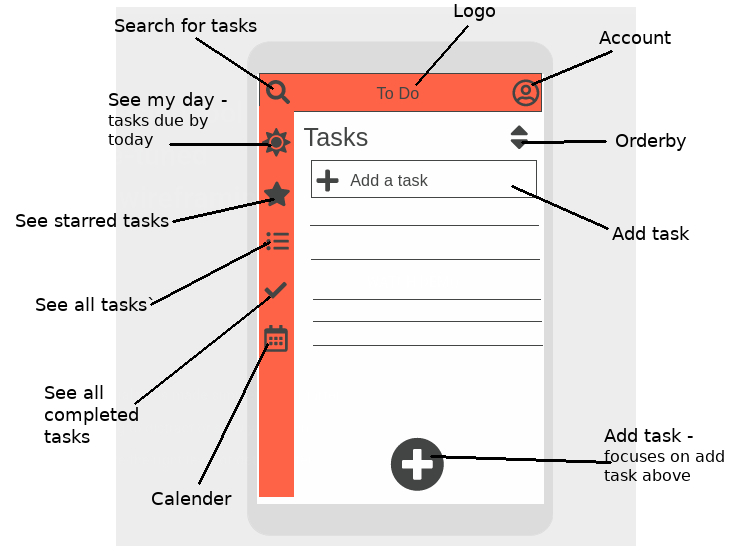 Logo
Search for tasks
Account
To Do
See my day -
tasks due by
today
Tasks
Orderby
Add a task
See starred tasks
Add task
See all tasks`
See all
completed
tasks
Add task -
focuses on add
task above
Calender